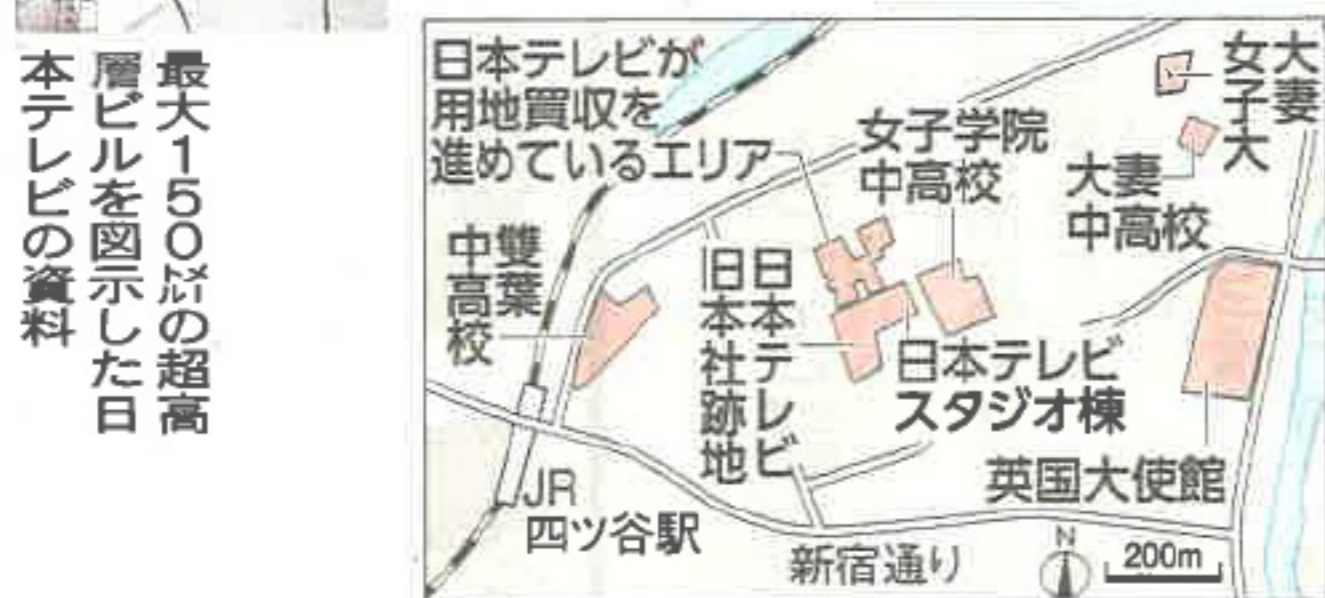 最大150メートルの超高
層ビルを図示した日
本テレビの資料
日本テレビが
用地買収を
進めているエリア
女子学院
中高校
大妻
女子大
大妻
中高校
雙葉
中高校
日本テレビ
旧本社跡地
日本テレビ
スタジオ棟
英国大使館
JR
四ツ谷駅
新宿通り
N
200m